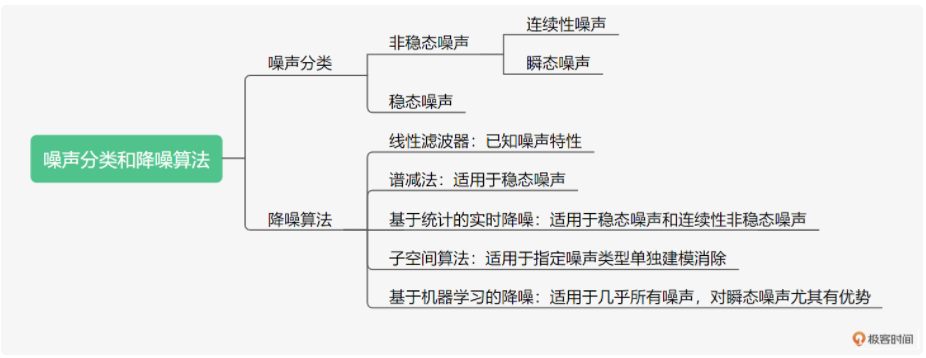 噪声分类和降噪算法
噪声分类
非稳态噪声
连续性噪声
瞬态噪声
稳态噪声
降噪算法
线性滤波器：已知噪声特性
谱减法：适用于稳态噪声
基于统计的实时降噪：适用于稳态噪声和连续性非稳态噪声
子空间算法：适用于指定噪声类型单独建模消除
基于机器学习的降噪：适用于几乎所有噪声，对瞬态噪声尤其有优势
极客时间